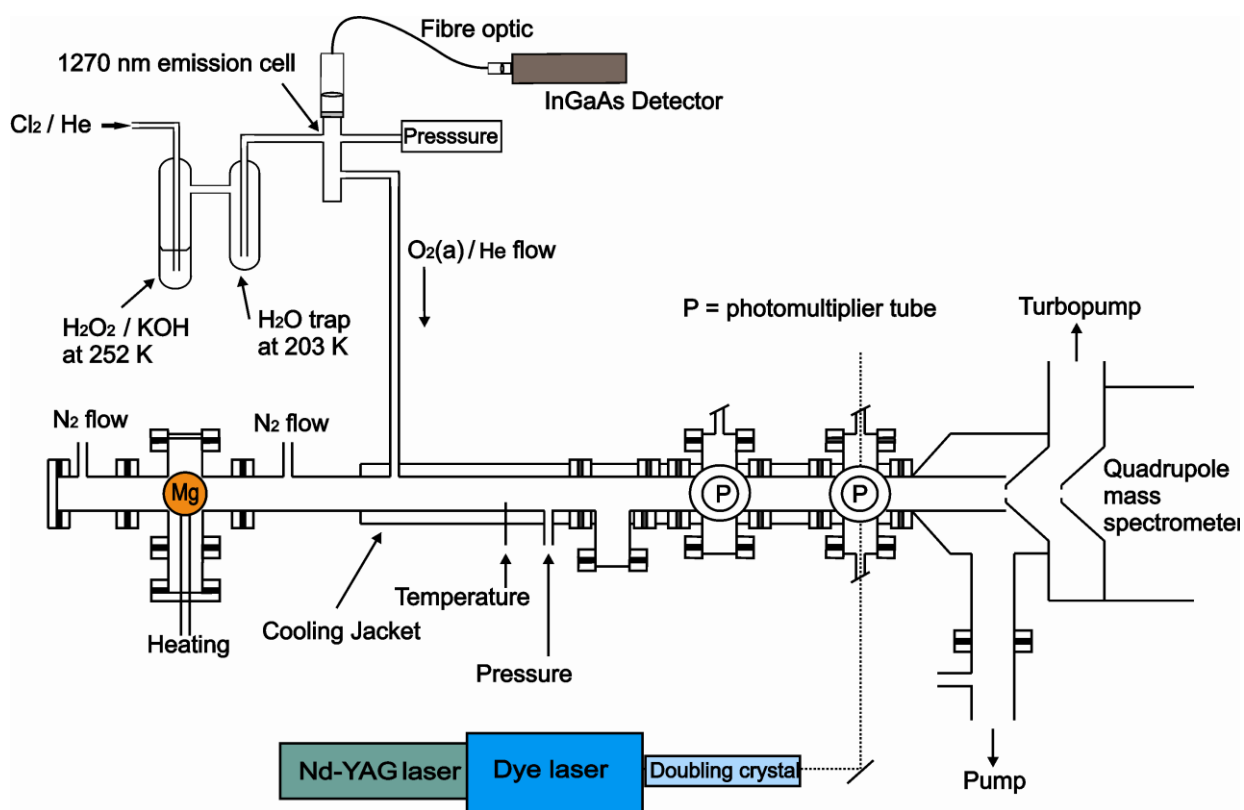 Fibre optic
1270 nm emission cell
InGaAs Detector
Cl₂ / He
Presssure
O₂(a) / He flow
H₂O₂ / KOH
at 252 K
H₂O trap
at 203 K
P = photomultiplier tube
Turbopump
N₂ flow
N₂ flow
Mg
P
P
Quadrupole
mass
spectrometer
Temperature
Heating
Cooling Jacket
Pressure
Nd-YAG laser
Dye laser
Doubling crystal
Pump